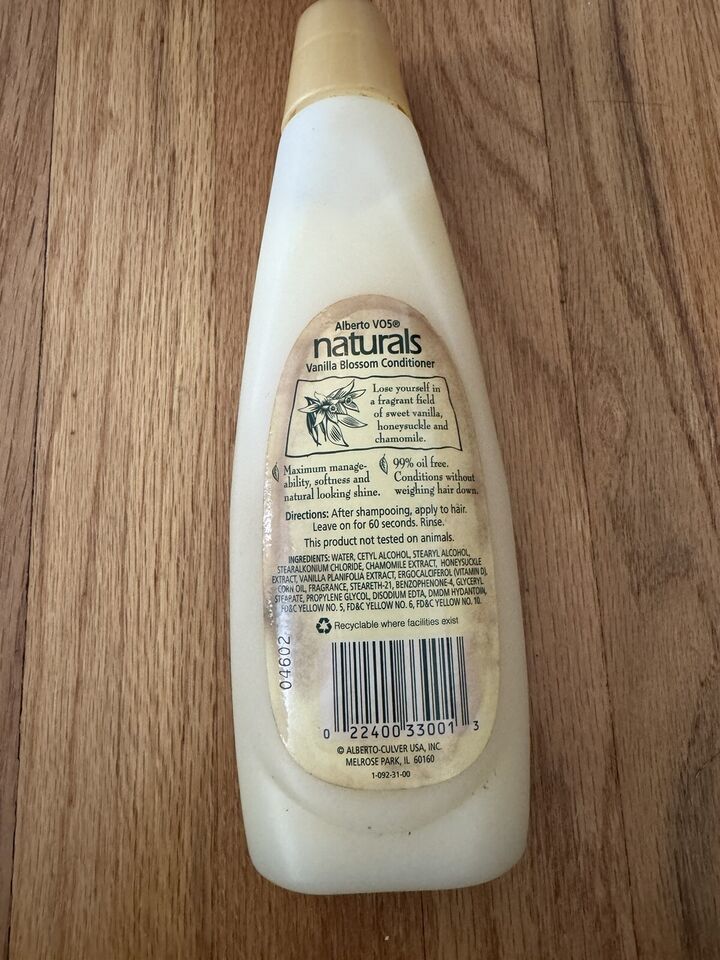 Alberto VO5®
naturals
Vanilla Blossom Conditioner
Lose yourself in
a fragrant field
of sweet vanilla,
honeysuckle and
chamomile.
Maximum manage-
ability, softness and
natural looking shine.
99% oil free.
Conditions without
weighing hair down.
Directions: After shampooing, apply to hair.
Leave on for 60 seconds. Rinse.
This product not tested on animals.
INGREDIENTS: WATER, CETYL ALCOHOL, STEARYL ALCOHOL,
STEARALKONIUM CHLORIDE, CHAMOMILE EXTRACT, HONEYSUCKLE
EXTRACT, VANILLA PLANIFOLIA EXTRACT, ERGOCALCIFEROL (VITAMIN D),
CORN OIL, FRAGRANCE, STEARETH-21, BENZOPHENONE-4, GLYCERYL
STEARATE, PROPYLENE GLYCOL, DISODIUM EDTA, DMDM HYDANTOIN,
FD&C YELLOW NO. 5, FD&C YELLOW NO. 6, FD&C YELLOW NO. 10.
Recyclable where facilities exist
04602
0 22400 33001 3
© ALBERTO-CULVER USA, INC.
MELROSE PARK, IL 60160
1-092-31-00